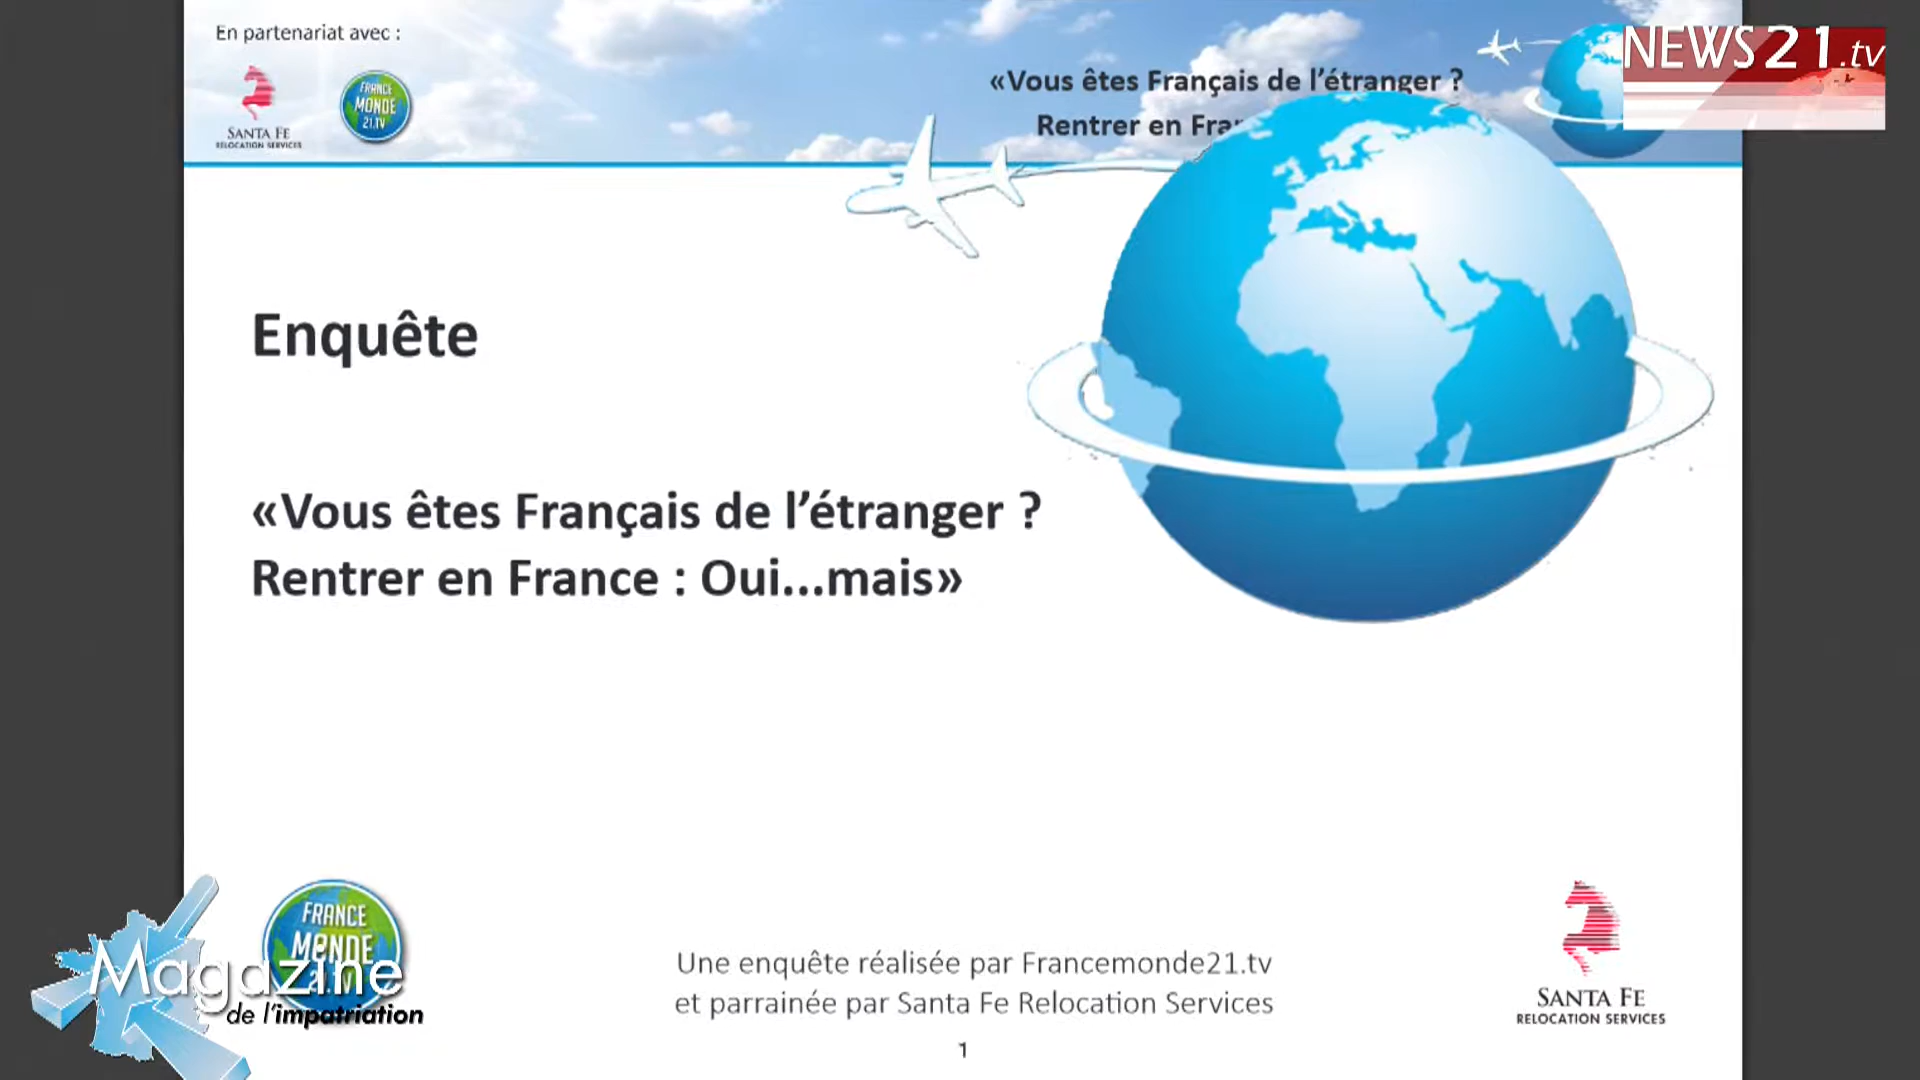 En partenariat avec :
SANTA FE
RELOCATION SERVICES
FRANCE
MONDE
21.TV
«Vous êtes Français de l’étranger ?
Rentrer en Fra
NEWS21.tv
Enquête
«Vous êtes Français de l’étranger ?
Rentrer en France : Oui...mais»
FRANCE
MONDE
Magazine
de l’impatriation
Une enquête réalisée par Francemonde21.tv
et parrainée par Santa Fe Relocation Services
SANTA FE
RELOCATION SERVICES
1